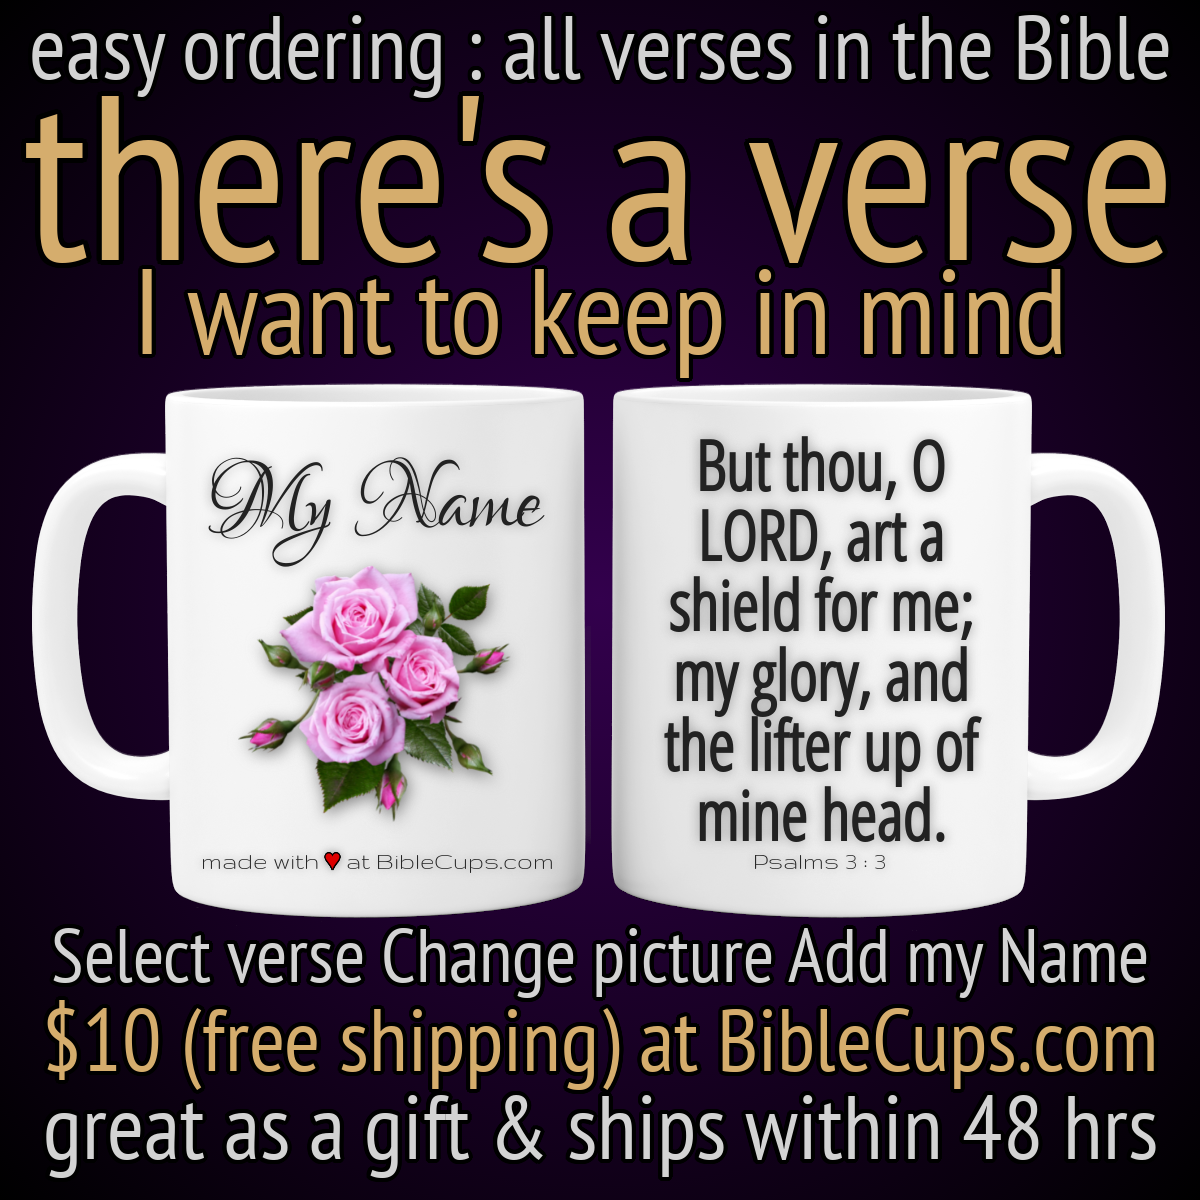 easy ordering : all verses in the Bible
there's a verse
I want to keep in mind
My Name
made with ❤ at BibleCups.com
But thou, O
LORD, art a
shield for me;
my glory, and
the lifter up of
mine head.
Psalms 3 : 3
Select verse Change picture Add my Name
$10 (free shipping) at BibleCups.com
great as a gift & ships within 48 hrs